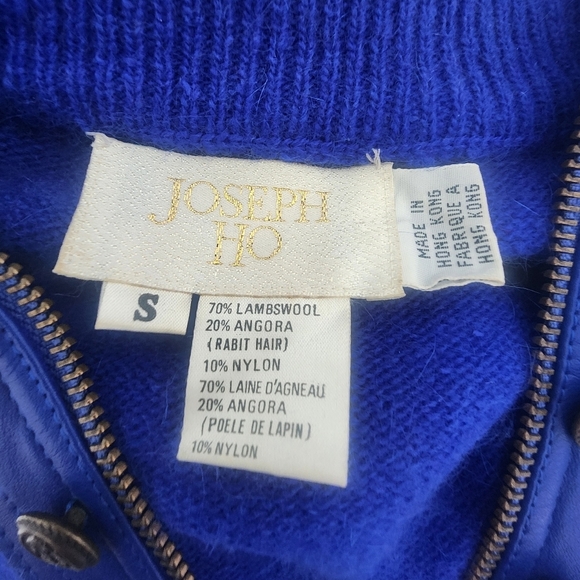 JOSEPH
HO
MADE IN
HONG KONG
FABRIQUE A
HONG KONG
S
70% LAMBSWOOL
20% ANGORA
(RABIT HAIR)
10% NYLON
70% LAINE D'AGNEAU
20% ANGORA
(POELE DE LAPIN)
10% NYLON